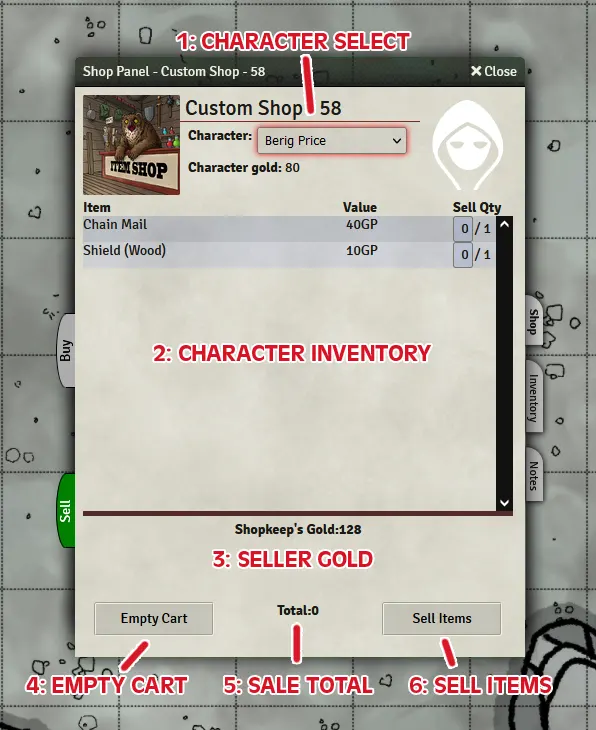 1: CHARACTER SELECT
Shop Panel - Custom Shop - 58
Close
Custom Shop - 58
ITEM SHOP
Character: Berig Price
Character gold: 80
Item Value Sell Qty
Chain Mail 40GP 0 / 1
Shield (Wood) 10GP 0 / 1
Shop
Buy
2: CHARACTER INVENTORY
Inventory
Notes
Sell
Shopkeep's Gold:128
3: SELLER GOLD
Empty Cart Total:0 Sell Items
4: EMPTY CART 5: SALE TOTAL 6: SELL ITEMS